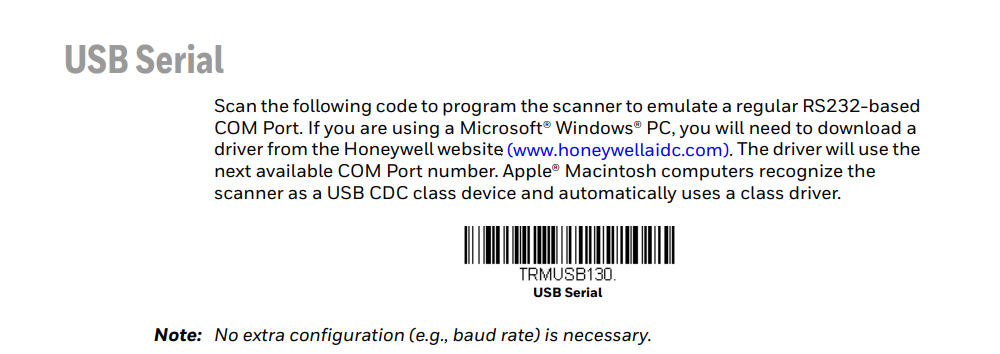 USB Serial
Scan the following code to program the scanner to emulate a regular RS232-based
COM Port. If you are using a Microsoft® Windows® PC, you will need to download a
driver from the Honeywell website (www.honeywellaidc.com). The driver will use the
next available COM Port number. Apple® Macintosh computers recognize the
scanner as a USB CDC class device and automatically uses a class driver.
TRMUSB130.
USB Serial
Note: No extra configuration (e.g., baud rate) is necessary.